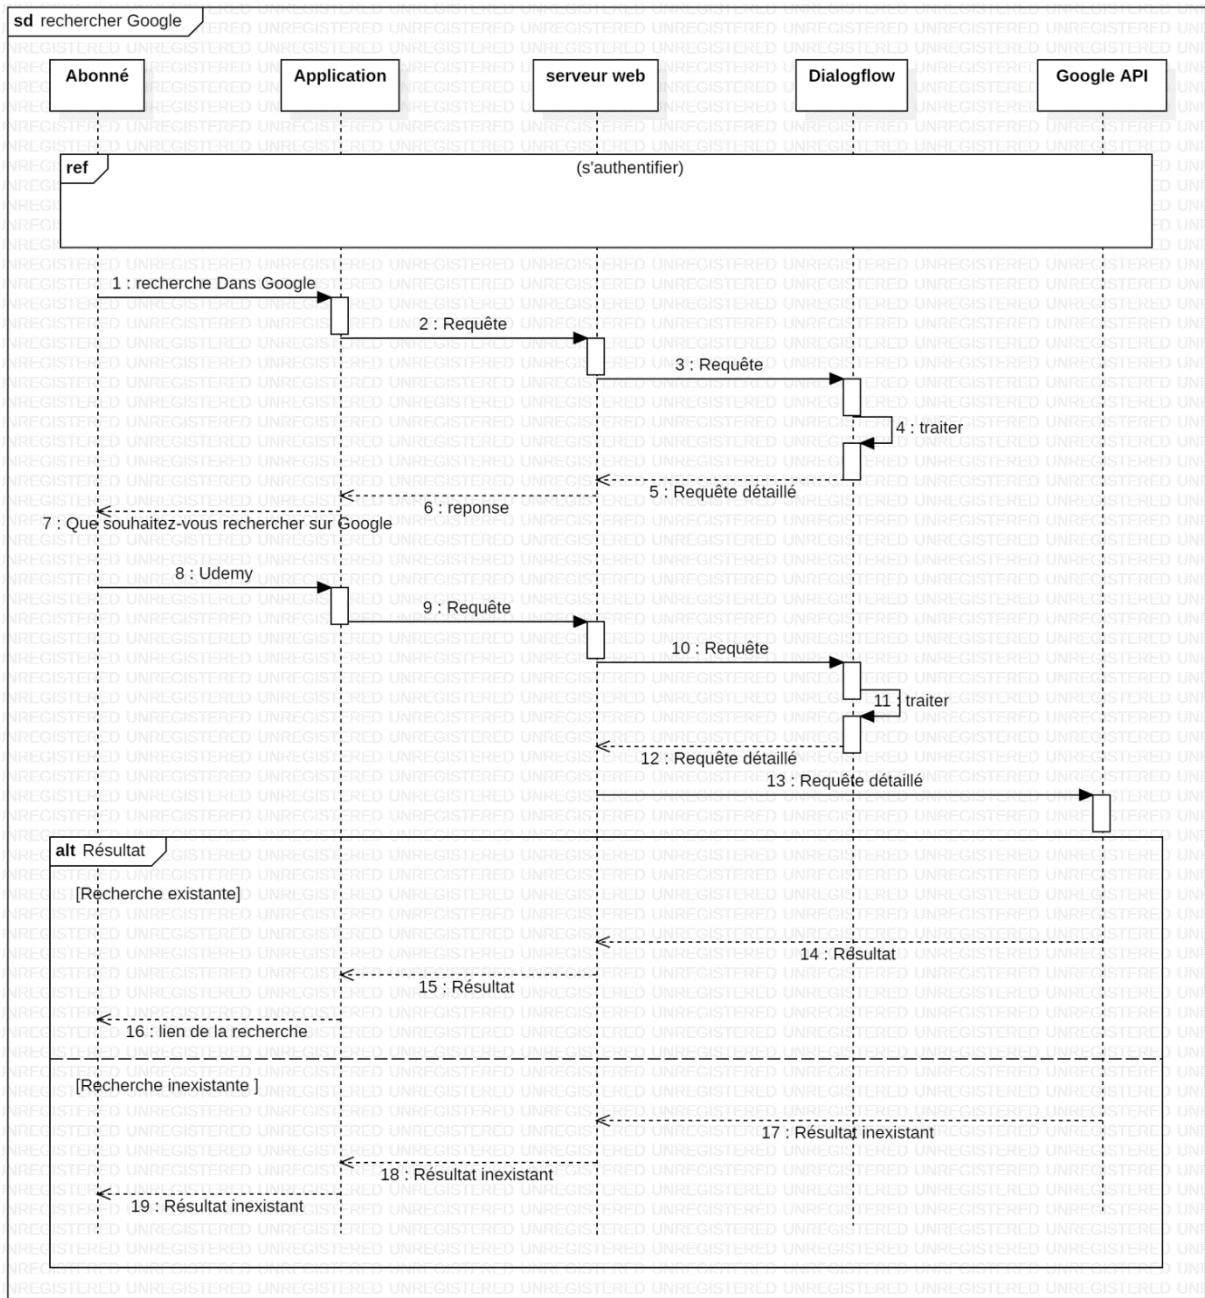 sd rechercher Google
Abonné
Application
serveur web
Dialogflow
Google API
ref
(s'authentifier)
1 : recherche Dans Google
2 : Requête
3 : Requête
4 : traiter
5 : Requête détaillé
6 : reponse
7 : Que souhaitez-vous rechercher sur Google
8 : Udemy
9 : Requête
10 : Requête
11 : traiter
12 : Requête détaillé
13 : Requête détaillé
alt Résultat
[Recherche existante]
14 : Résultat
15 : Résultat
16 : lien de la recherche
[Recherche inexistante ]
17 : Résultat inexistant
18 : Résultat inexistant
19 : Résultat inexistant